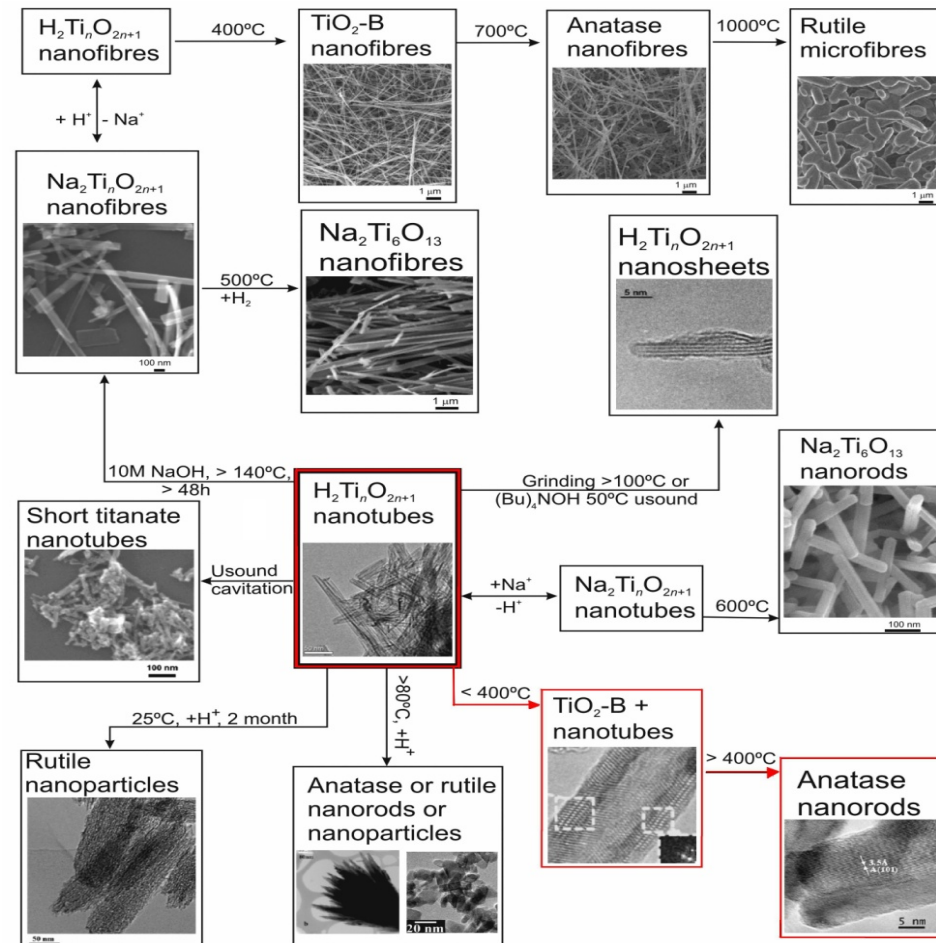 H₂TiₙO₂ₙ₊₁
nanofibres
400ºC
TiO₂-B
nanofibres
1 µm
700ºC
Anatase
nanofibres
1 µm
1000ºC
Rutile
microfibres
1 µm
+ H⁺
- Na⁺
Na₂TiₙO₂ₙ₊₁
nanofibres
100 nm
500ºC
+H₂
Na₂Ti₆O₁₃
nanofibres
1 µm
H₂TiₙO₂ₙ₊₁
nanosheets
5 nm
10M NaOH, > 140ºC,
> 48h
H₂TiₙO₂ₙ₊₁
nanotubes
Grinding >100ºC or
(Bu)₄NOH 50ºC usound
Na₂Ti₆O₁₃
nanorods
100 nm
Short titanate
nanotubes
100 nm
Usound
cavitation
+Na⁺
-H⁺
Na₂TiₙO₂ₙ₊₁
nanotubes
600ºC
25ºC, +H⁺, 2 month
>80ºC, +H⁺
< 400ºC
Rutile
nanoparticles
50 nm
Anatase or rutile
nanorods or
nanoparticles
20 nm
TiO₂-B +
nanotubes
> 400ºC
Anatase
nanorods
3.5Å
A(101)
5 nm